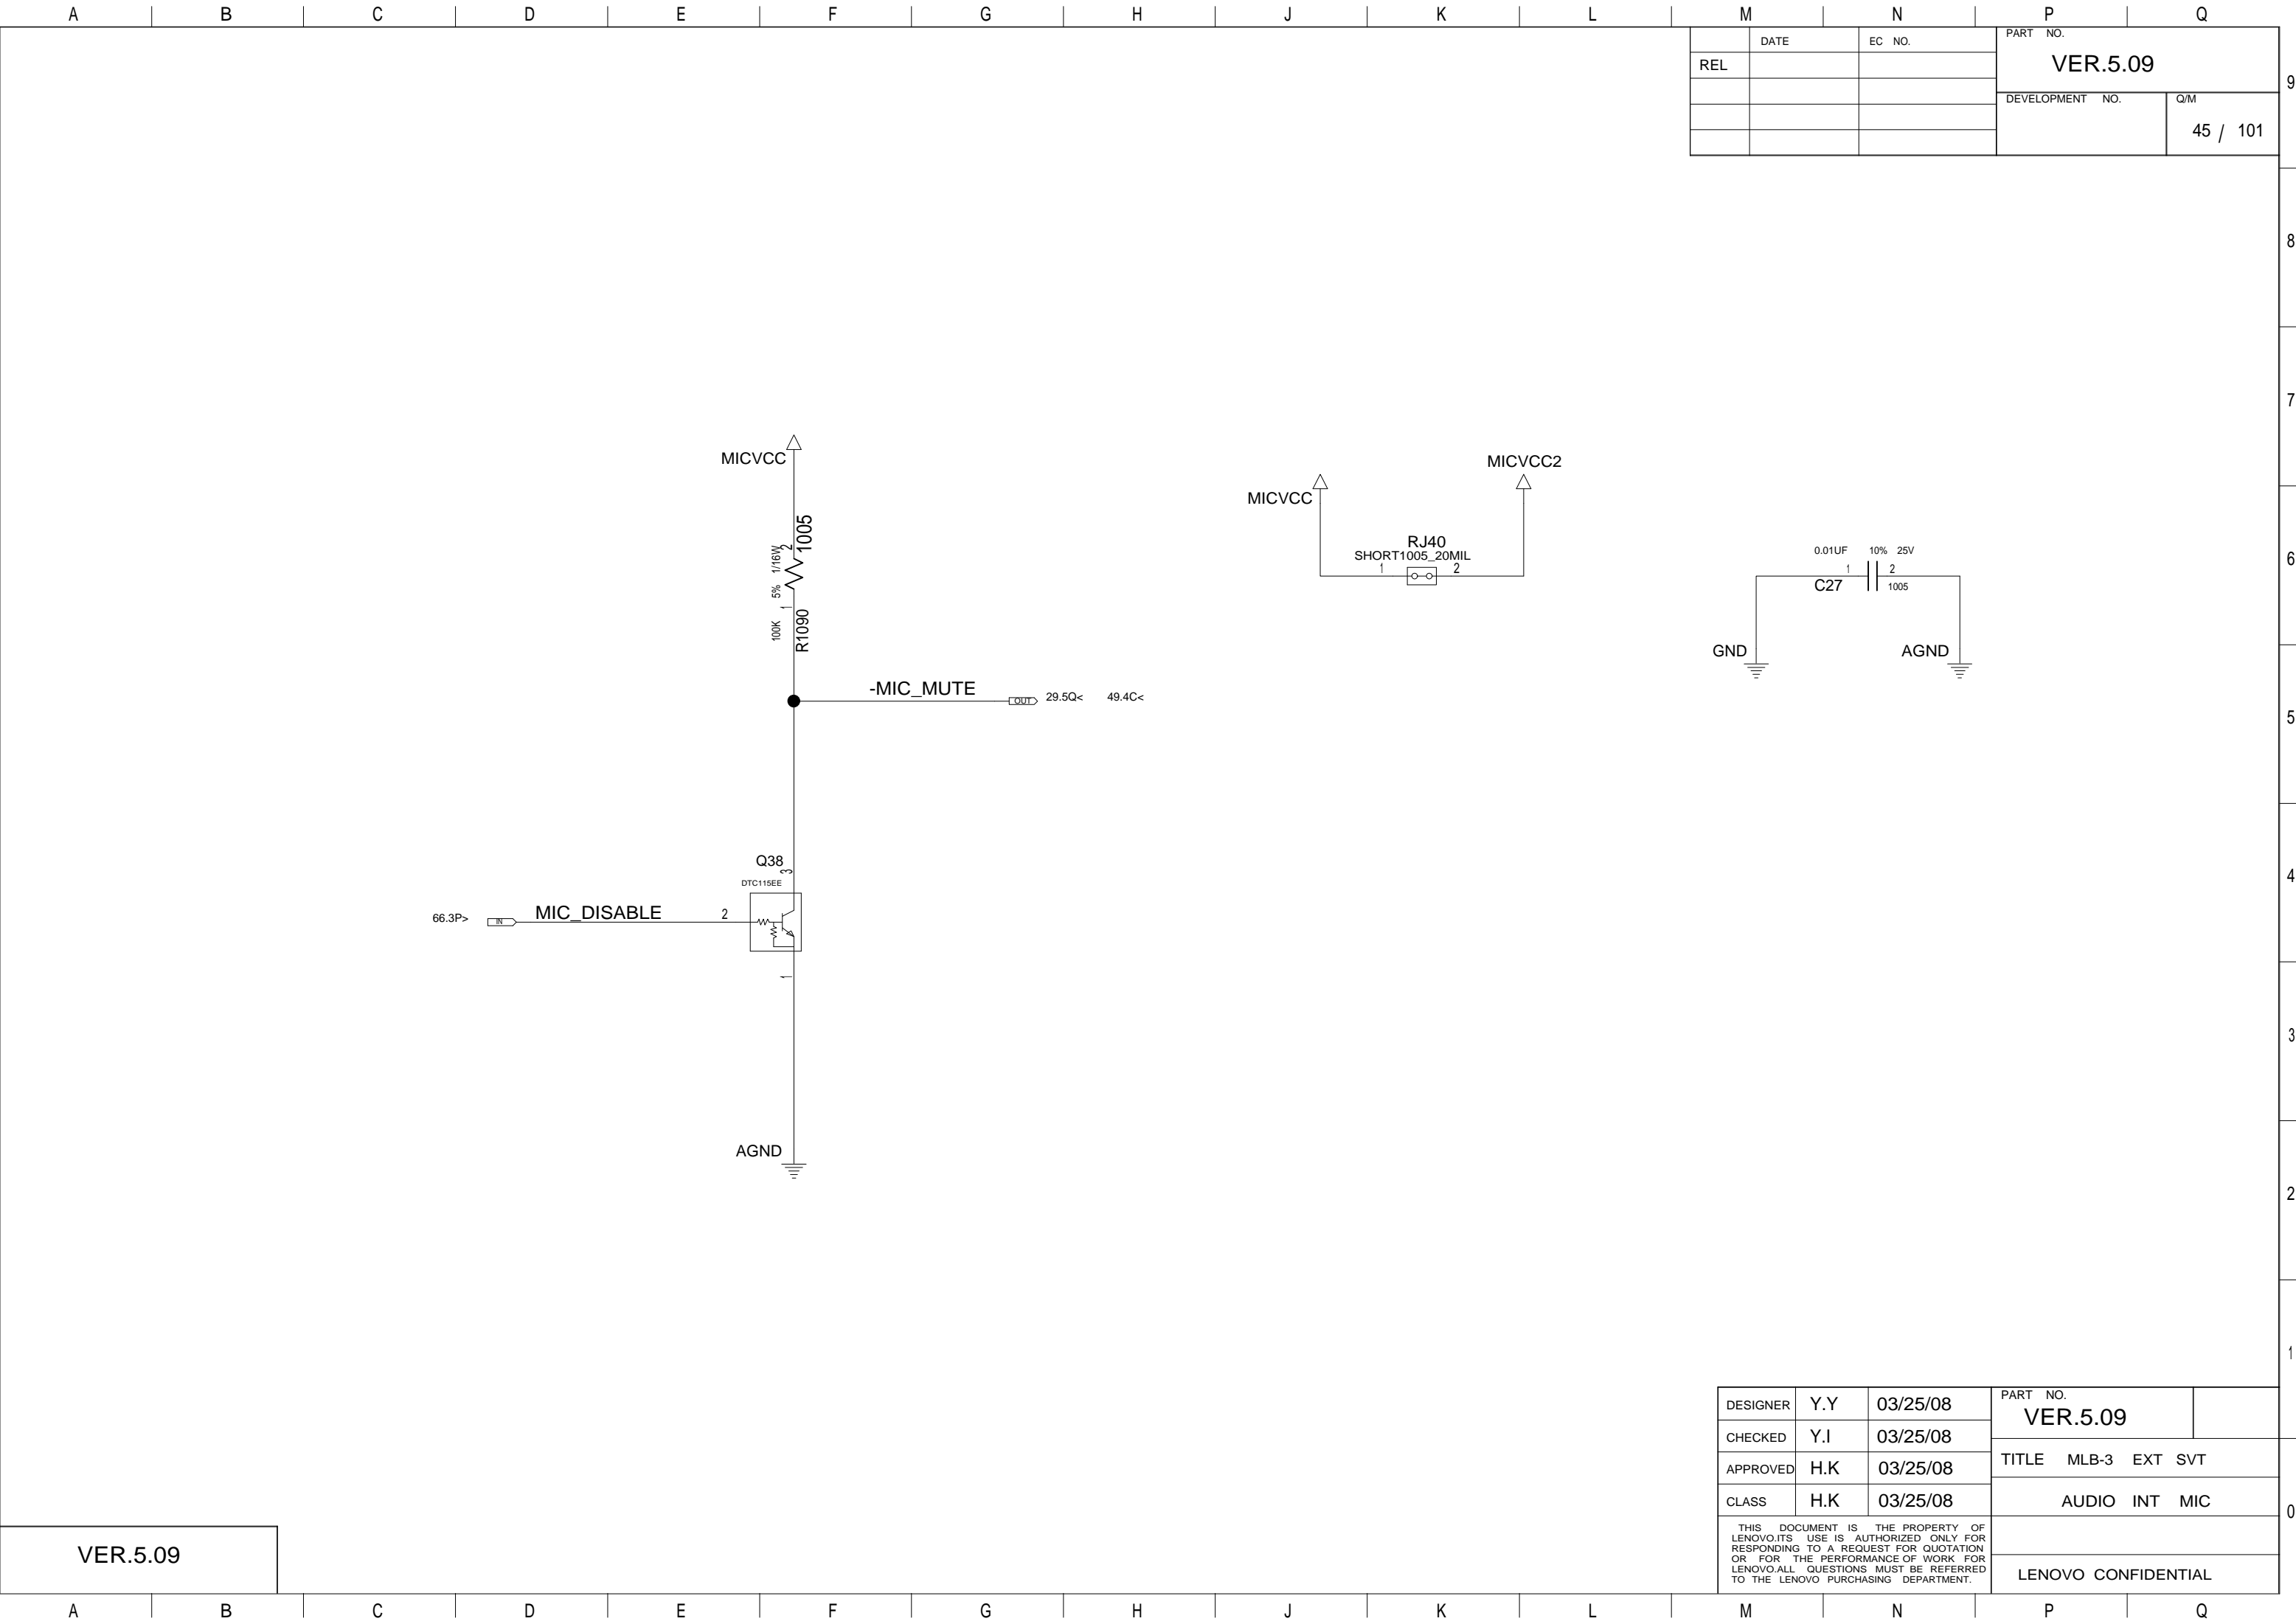 A B C D E F G H J K L M N P Q
DATE EC NO.
REL
PART NO.
VER.5.09
DEVELOPMENT NO. Q/M
45 / 101
9
8
7
6
5
4
3
2
1
0
MICVCC
1005
2
100K 5% 1/16W
1
R1090
-MIC_MUTE
OUT 29.5Q< 49.4C<
Q38
3
DTC115EE
66.3P> IN MIC_DISABLE 2
1
AGND
MICVCC2
MICVCC
RJ40
SHORT1005_20MIL
1 2
0.01UF 10% 25V
1 2
C27 1005
GND AGND
DESIGNER Y.Y 03/25/08
CHECKED Y.I 03/25/08
APPROVED H.K 03/25/08
CLASS H.K 03/25/08
PART NO.
VER.5.09
TITLE MLB-3 EXT SVT
AUDIO INT MIC
THIS DOCUMENT IS THE PROPERTY OF
LENOVO.ITS USE IS AUTHORIZED ONLY FOR
RESPONDING TO A REQUEST FOR QUOTATION
OR FOR THE PERFORMANCE OF WORK FOR
LENOVO.ALL QUESTIONS MUST BE REFERRED
TO THE LENOVO PURCHASING DEPARTMENT.
LENOVO CONFIDENTIAL
VER.5.09
A B C D E F G H J K L M N P Q